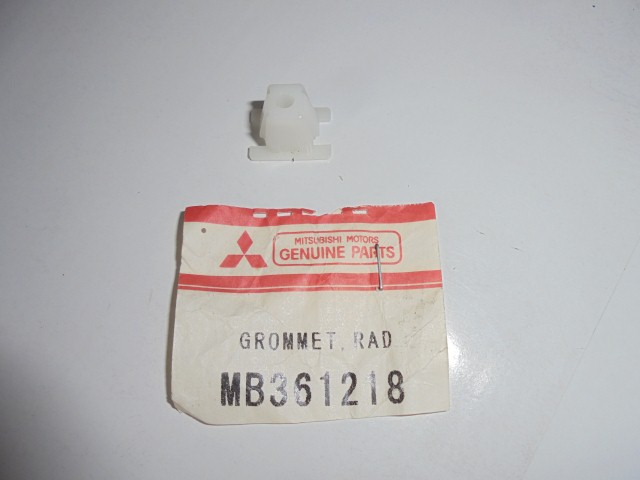 MITSUBISHI MOTORS
GENUINE PARTS
GROMMET, RAD
MB361218